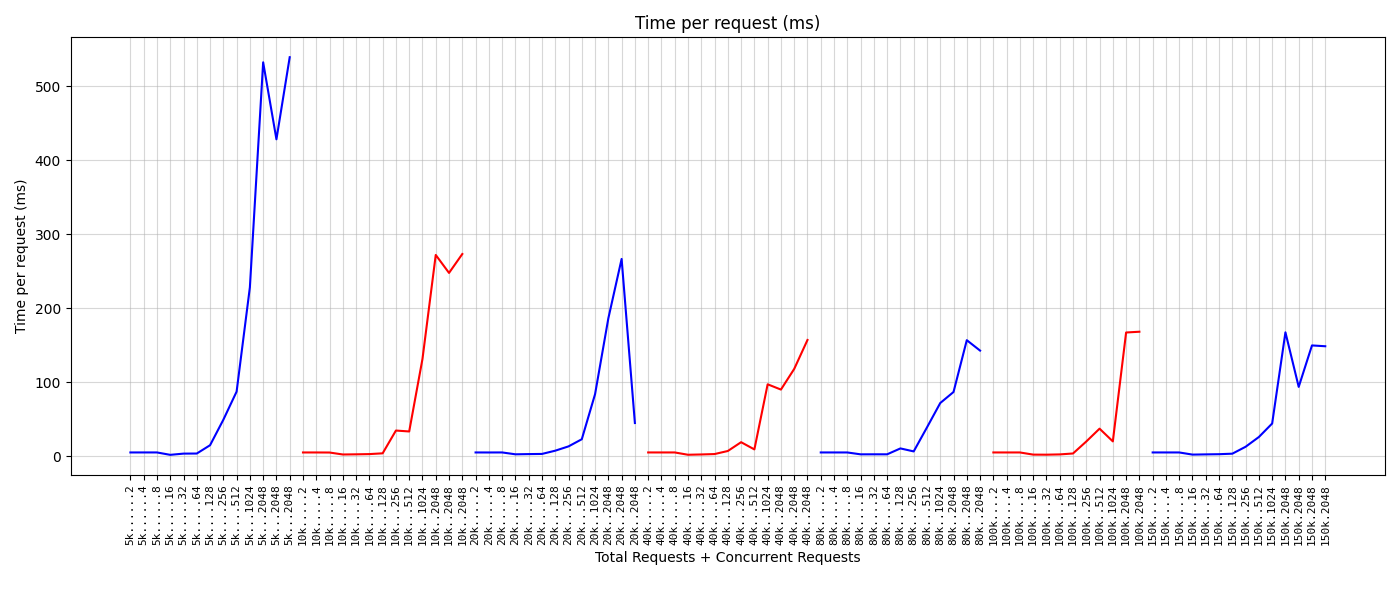 Time per request (ms)
Time per request (ms)
500
400
300
200
100
0
5k......2
5k......4
5k......8
5k.....16
5k.....32
5k.....64
5k....128
5k....256
5k....512
5k...1024
5k...2048
5k...2048
5k...2048
10k.....2
10k.....4
10k.....8
10k....16
10k....32
10k....64
10k...128
10k...256
10k...512
10k..1024
10k..2048
10k..2048
10k..2048
20k.....2
20k.....4
20k.....8
20k....16
20k....32
20k....64
20k...128
20k...256
20k...512
20k..1024
20k..2048
20k..2048
20k..2048
40k.....2
40k.....4
40k.....8
40k....16
40k....32
40k....64
40k...128
40k...256
40k...512
40k..1024
40k..2048
40k..2048
40k..2048
80k.....2
80k.....4
80k.....8
80k....16
80k....32
80k....64
80k...128
80k...256
80k...512
80k..1024
80k..2048
80k..2048
80k..2048
100k....2
100k....4
100k....8
100k...16
100k...32
100k...64
100k..128
100k..256
100k..512
100k.1024
100k.2048
100k.2048
150k....2
150k....4
150k....8
150k...16
150k...32
150k...64
150k..128
150k..256
150k..512
150k.1024
150k.2048
150k.2048
150k.2048
150k.2048
Total Requests + Concurrent Requests